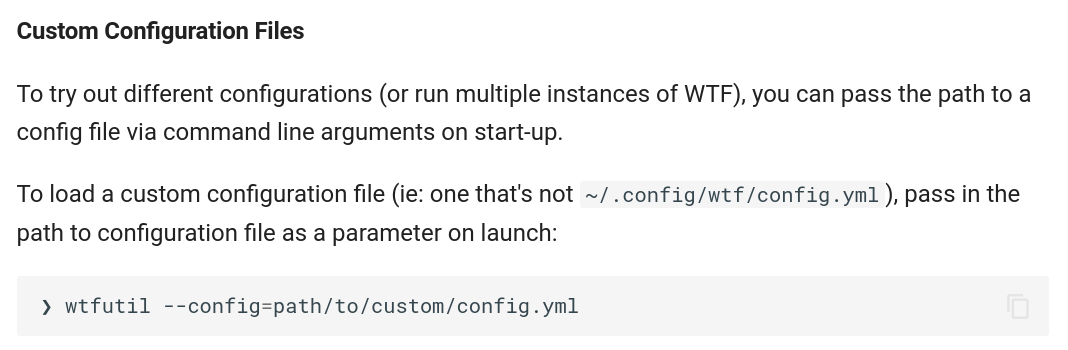 Custom Configuration Files
To try out different configurations (or run multiple instances of WTF), you can pass the path to a
config file via command line arguments on start-up.
To load a custom configuration file (ie: one that's not ~/.config/wtf/config.yml), pass in the
path to configuration file as a parameter on launch:
❯ wtfutil --config=path/to/custom/config.yml